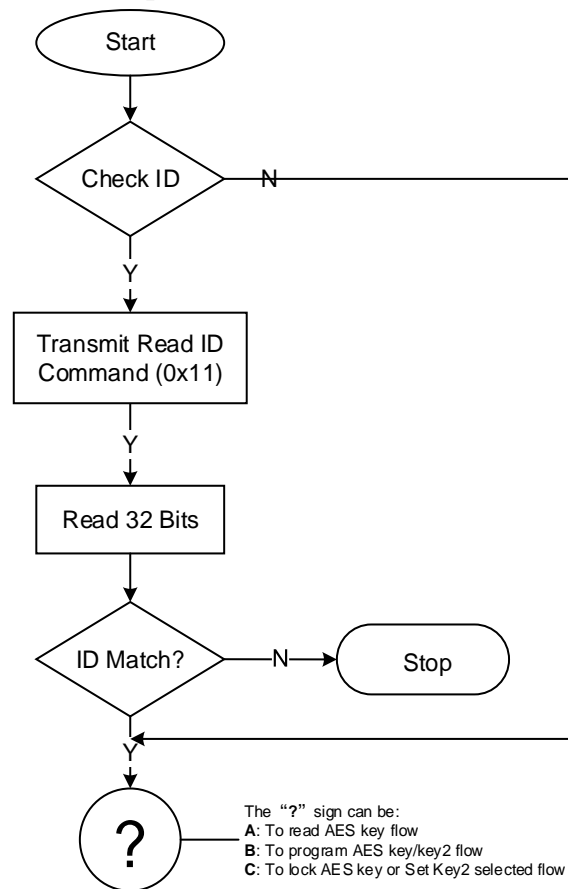 Start
Check ID
N
Y
Transmit Read ID
Command (0x11)
Y
Read 32 Bits
ID Match?
N
Stop
Y
?
The “?” sign can be:
A: To read AES key flow
B: To program AES key/key2 flow
C: To lock AES key or Set Key2 selected flow